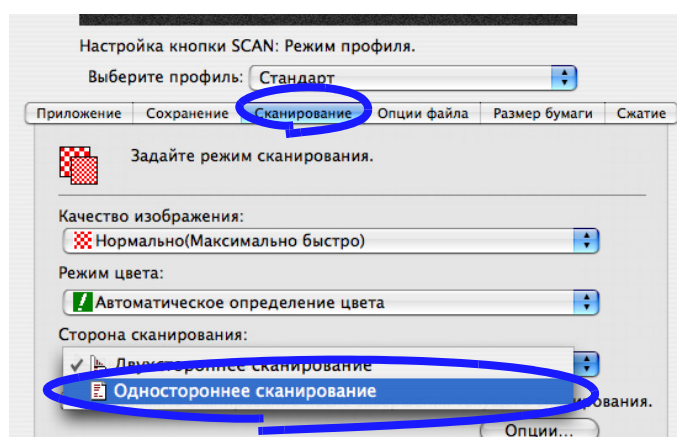 Настройка кнопки SCAN: Режим профиля.
Выберите профиль: Стандарт
Приложение Сохранение Сканирование Опции файла Размер бумаги Сжатие
Задайте режим сканирования.
Качество изображения:
Нормально(Максимально быстро)
Режим цвета:
Автоматическое определение цвета
Сторона сканирования:
Двухстороннее сканирование
Одностороннее сканирование
Опции...